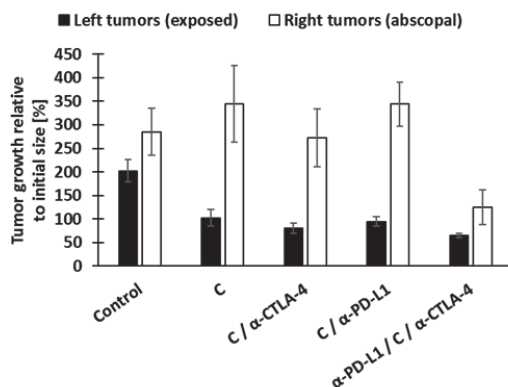 Left tumors (exposed) Right tumors (abscopal)
Tumor growth relative
to initial size [%]
450
400
350
300
250
200
150
100
50
0
Control
C
C / α-CTLA-4
C / α-PD-L1
α-PD-L1 / C / α-CTLA-4